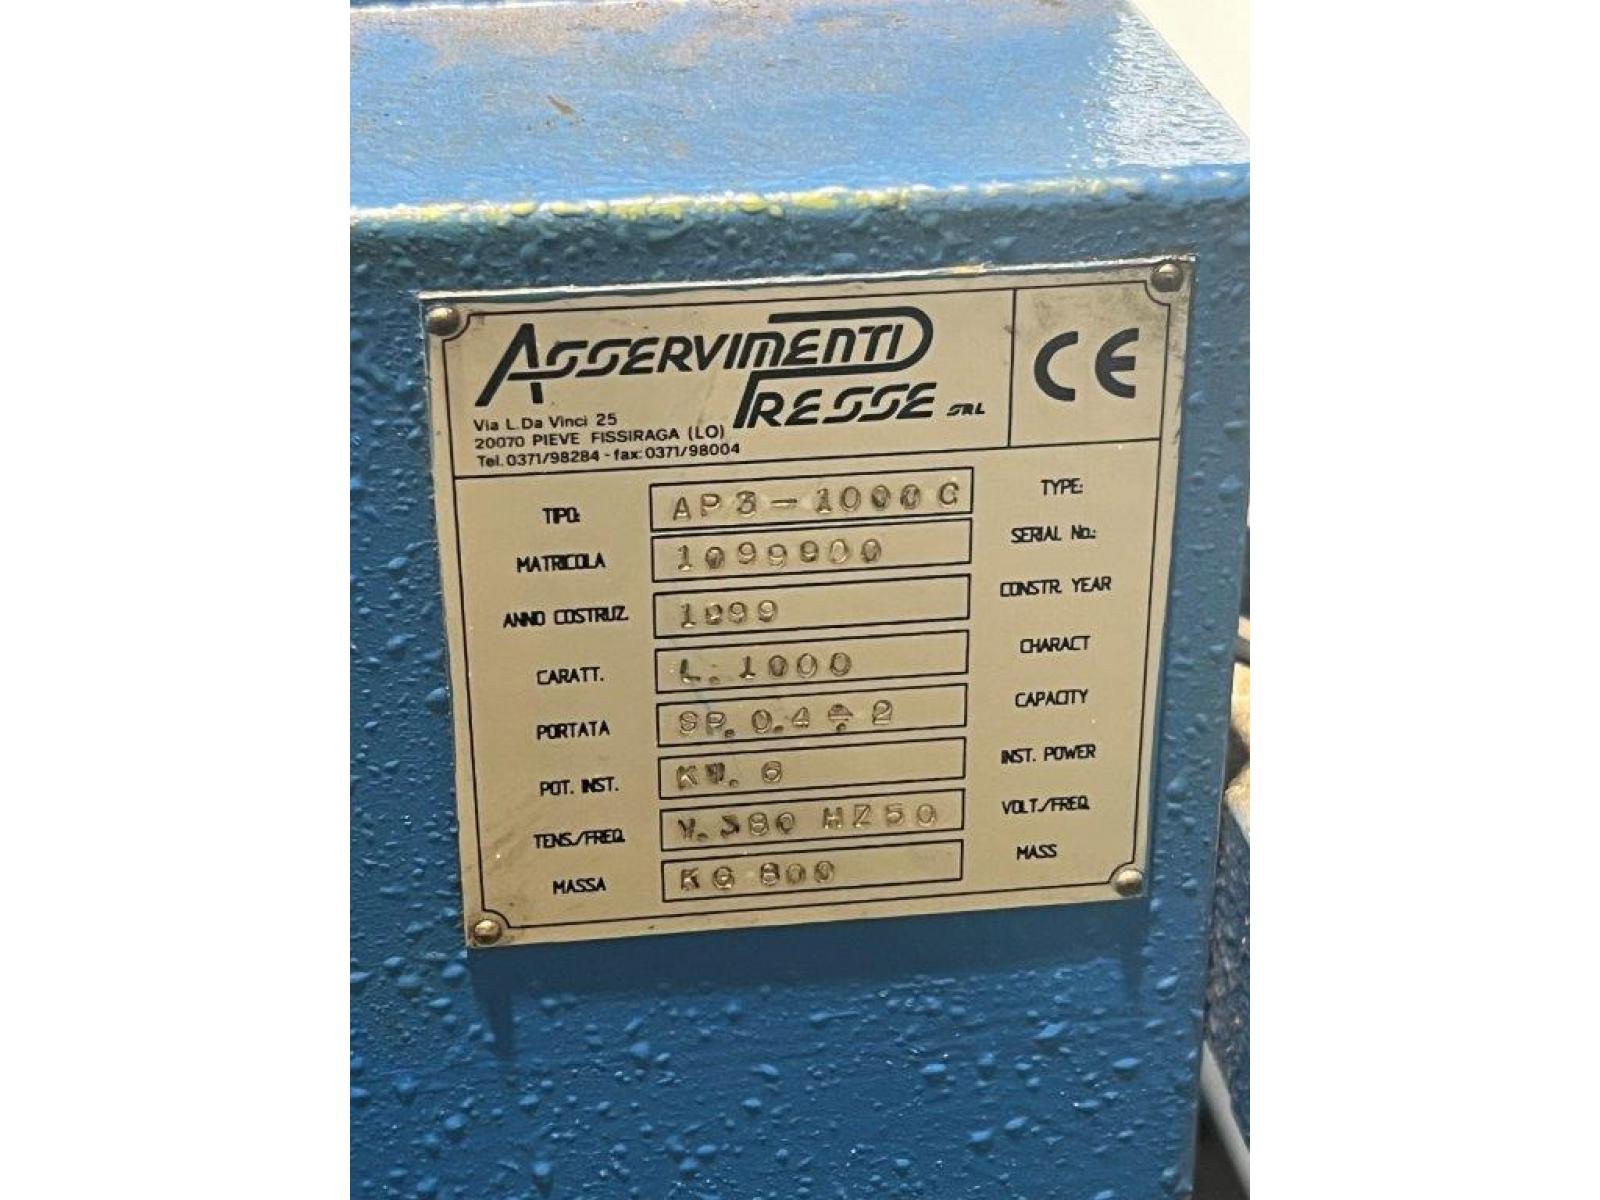 ASSERVIMENTI
PRESSE SRL
CE
Via L. Da Vinci 25
20070 PIEVE FISSIRAGA (LO)
Tel. 0371/98284 - fax: 0371/98004
TIPO: AP3-1000C TYPE:
MATRICOLA 1099900 SERIAL No.:
ANNO COSTRUZ. 1999 CONSTR. YEAR
CARATT. L. 1000 CHARACT
PORTATA SP. 0.4÷2 CAPACITY
POT. INST. KW. 6 INST. POWER
TENS./FREQ. V.380 HZ50 VOLT./FREQ.
MASSA KG 800 MASS